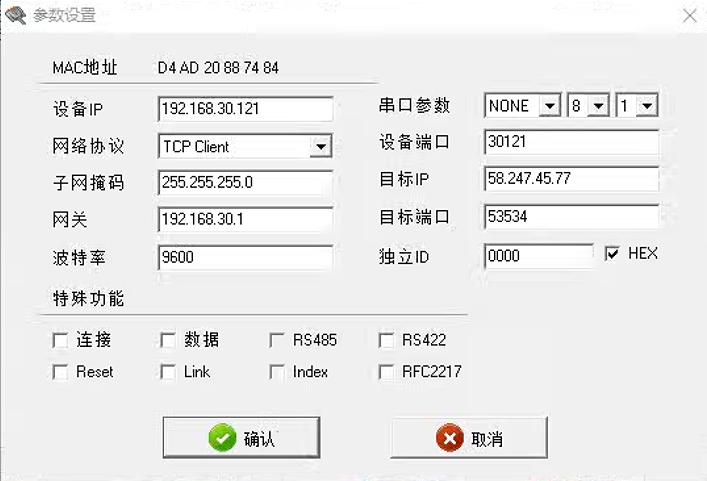 参数设置
MAC地址 D4 AD 20 88 74 84
设备IP 192.168.30.121 串口参数 NONE 8 1
网络协议 TCP Client 设备端口 30121
子网掩码 255.255.255.0 目标IP 58.247.45.77
网关 192.168.30.1 目标端口 53534
波特率 9600 独立ID 0000 HEX
特殊功能
连接 数据 RS485 RS422
Reset Link Index RFC2217
确认 取消